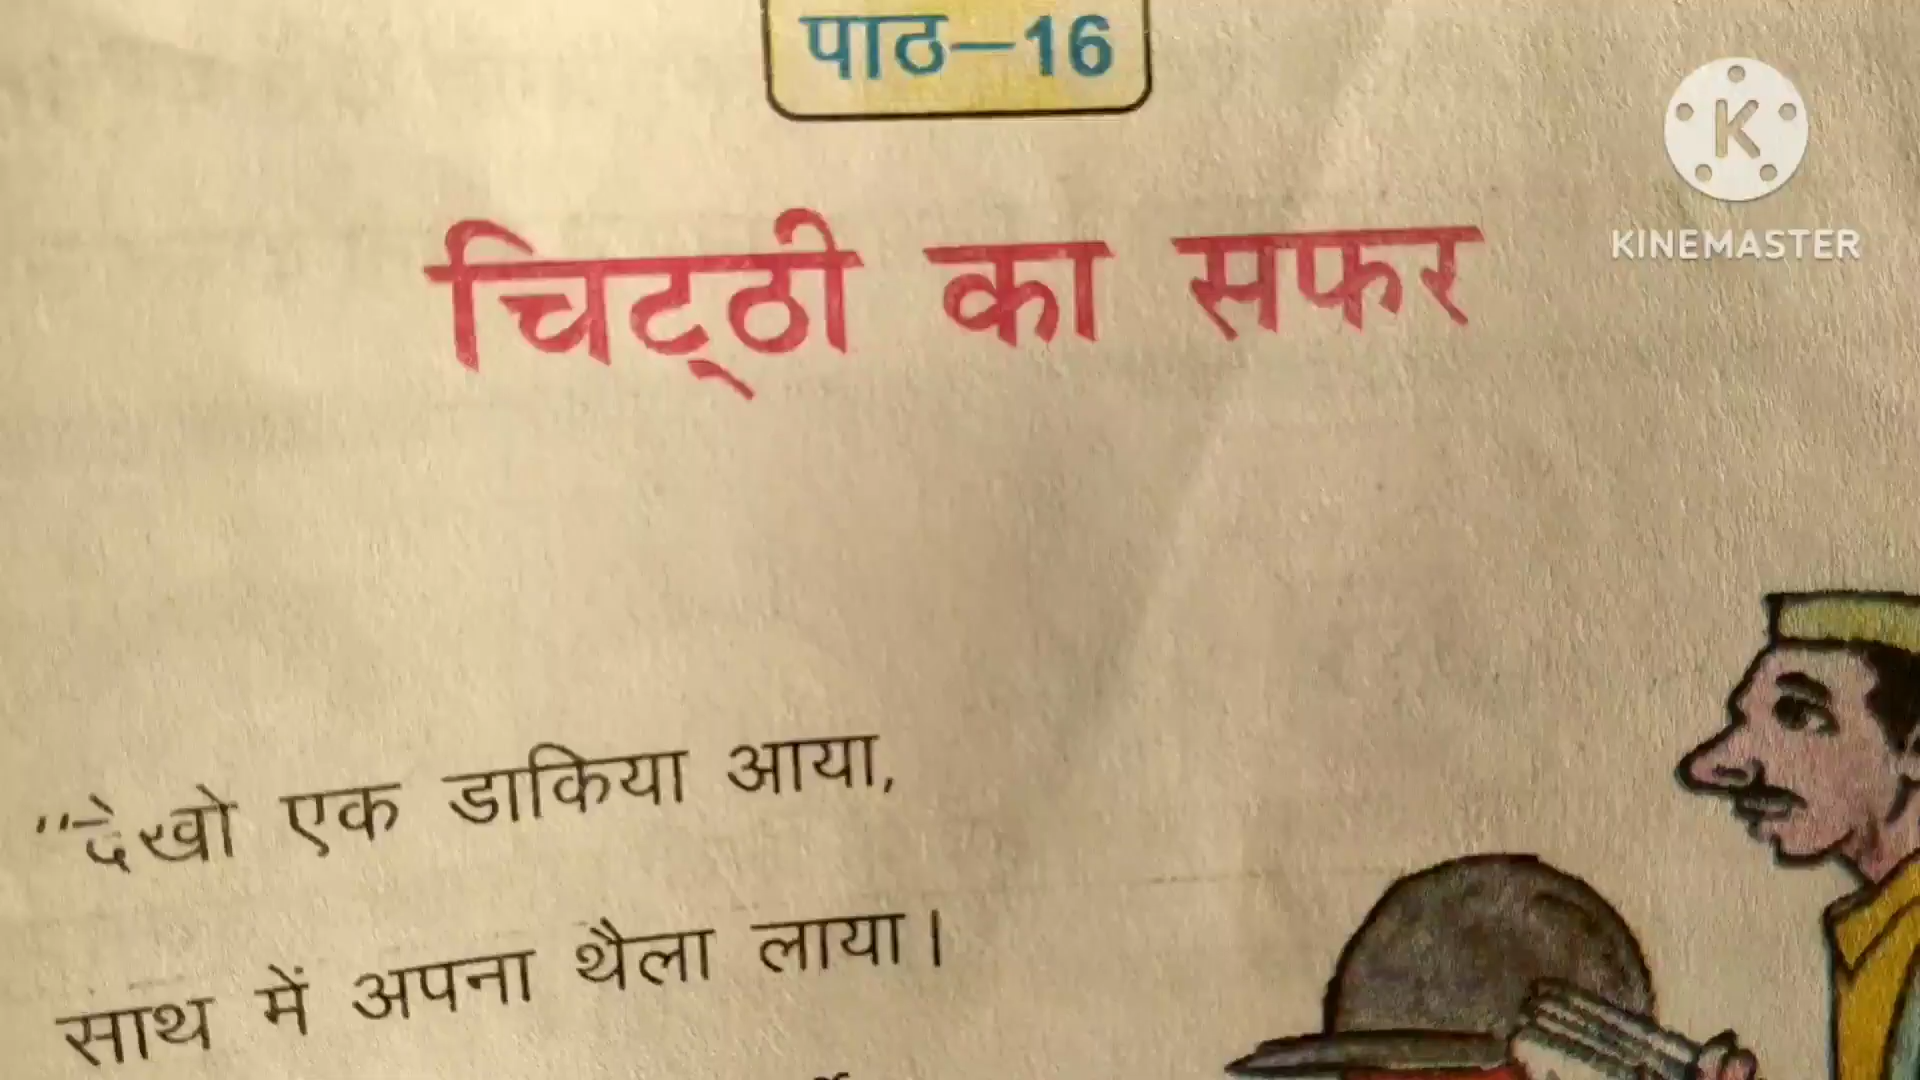 पाठ–16
K
KINEMASTER
चिट्ठी का सफर
"देखो एक डाकिया आया,
साथ में अपना थैला लाया।